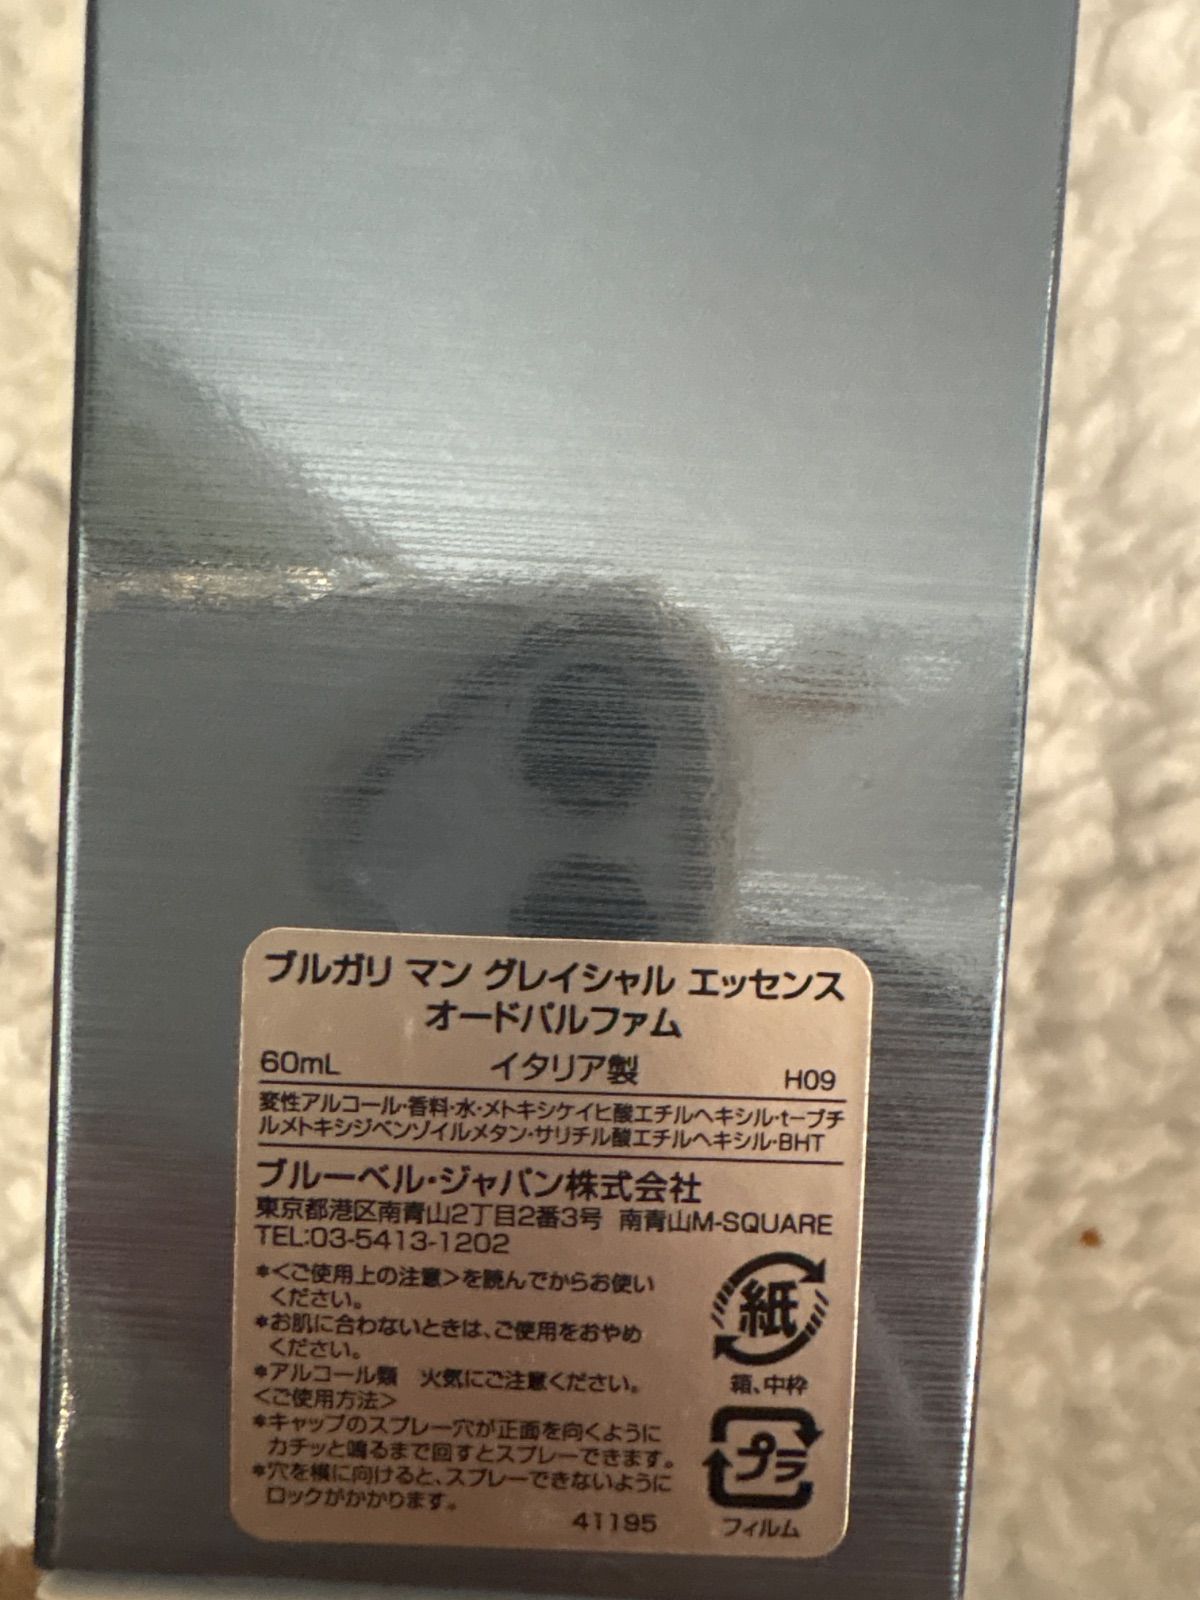 ブルガリ マン グレイシャル エッセンス
オードパルファム
60mL イタリア製 H09
変性アルコール・香料・水・メトキシケイヒ酸エチルヘキシル・t-ブチ
ルメトキシジベンゾイルメタン・サリチル酸エチルヘキシル・BHT
ブルーベル・ジャパン株式会社
東京都港区南青山2丁目2番3号 南青山M-SQUARE
TEL:03-5413-1202
*<ご使用上の注意>を読んでからお使い
ください。
*お肌に合わないときは、ご使用をおやめ
ください。
*アルコール類 火気にご注意ください。
<ご使用方法>
*キャップのスプレー穴が正面を向くように
カチッと鳴るまで回すとスプレーできます。
*穴を横に向けると、スプレーできないように
ロックがかかります。
41195
紙
箱、中枠
プラ
フィルム